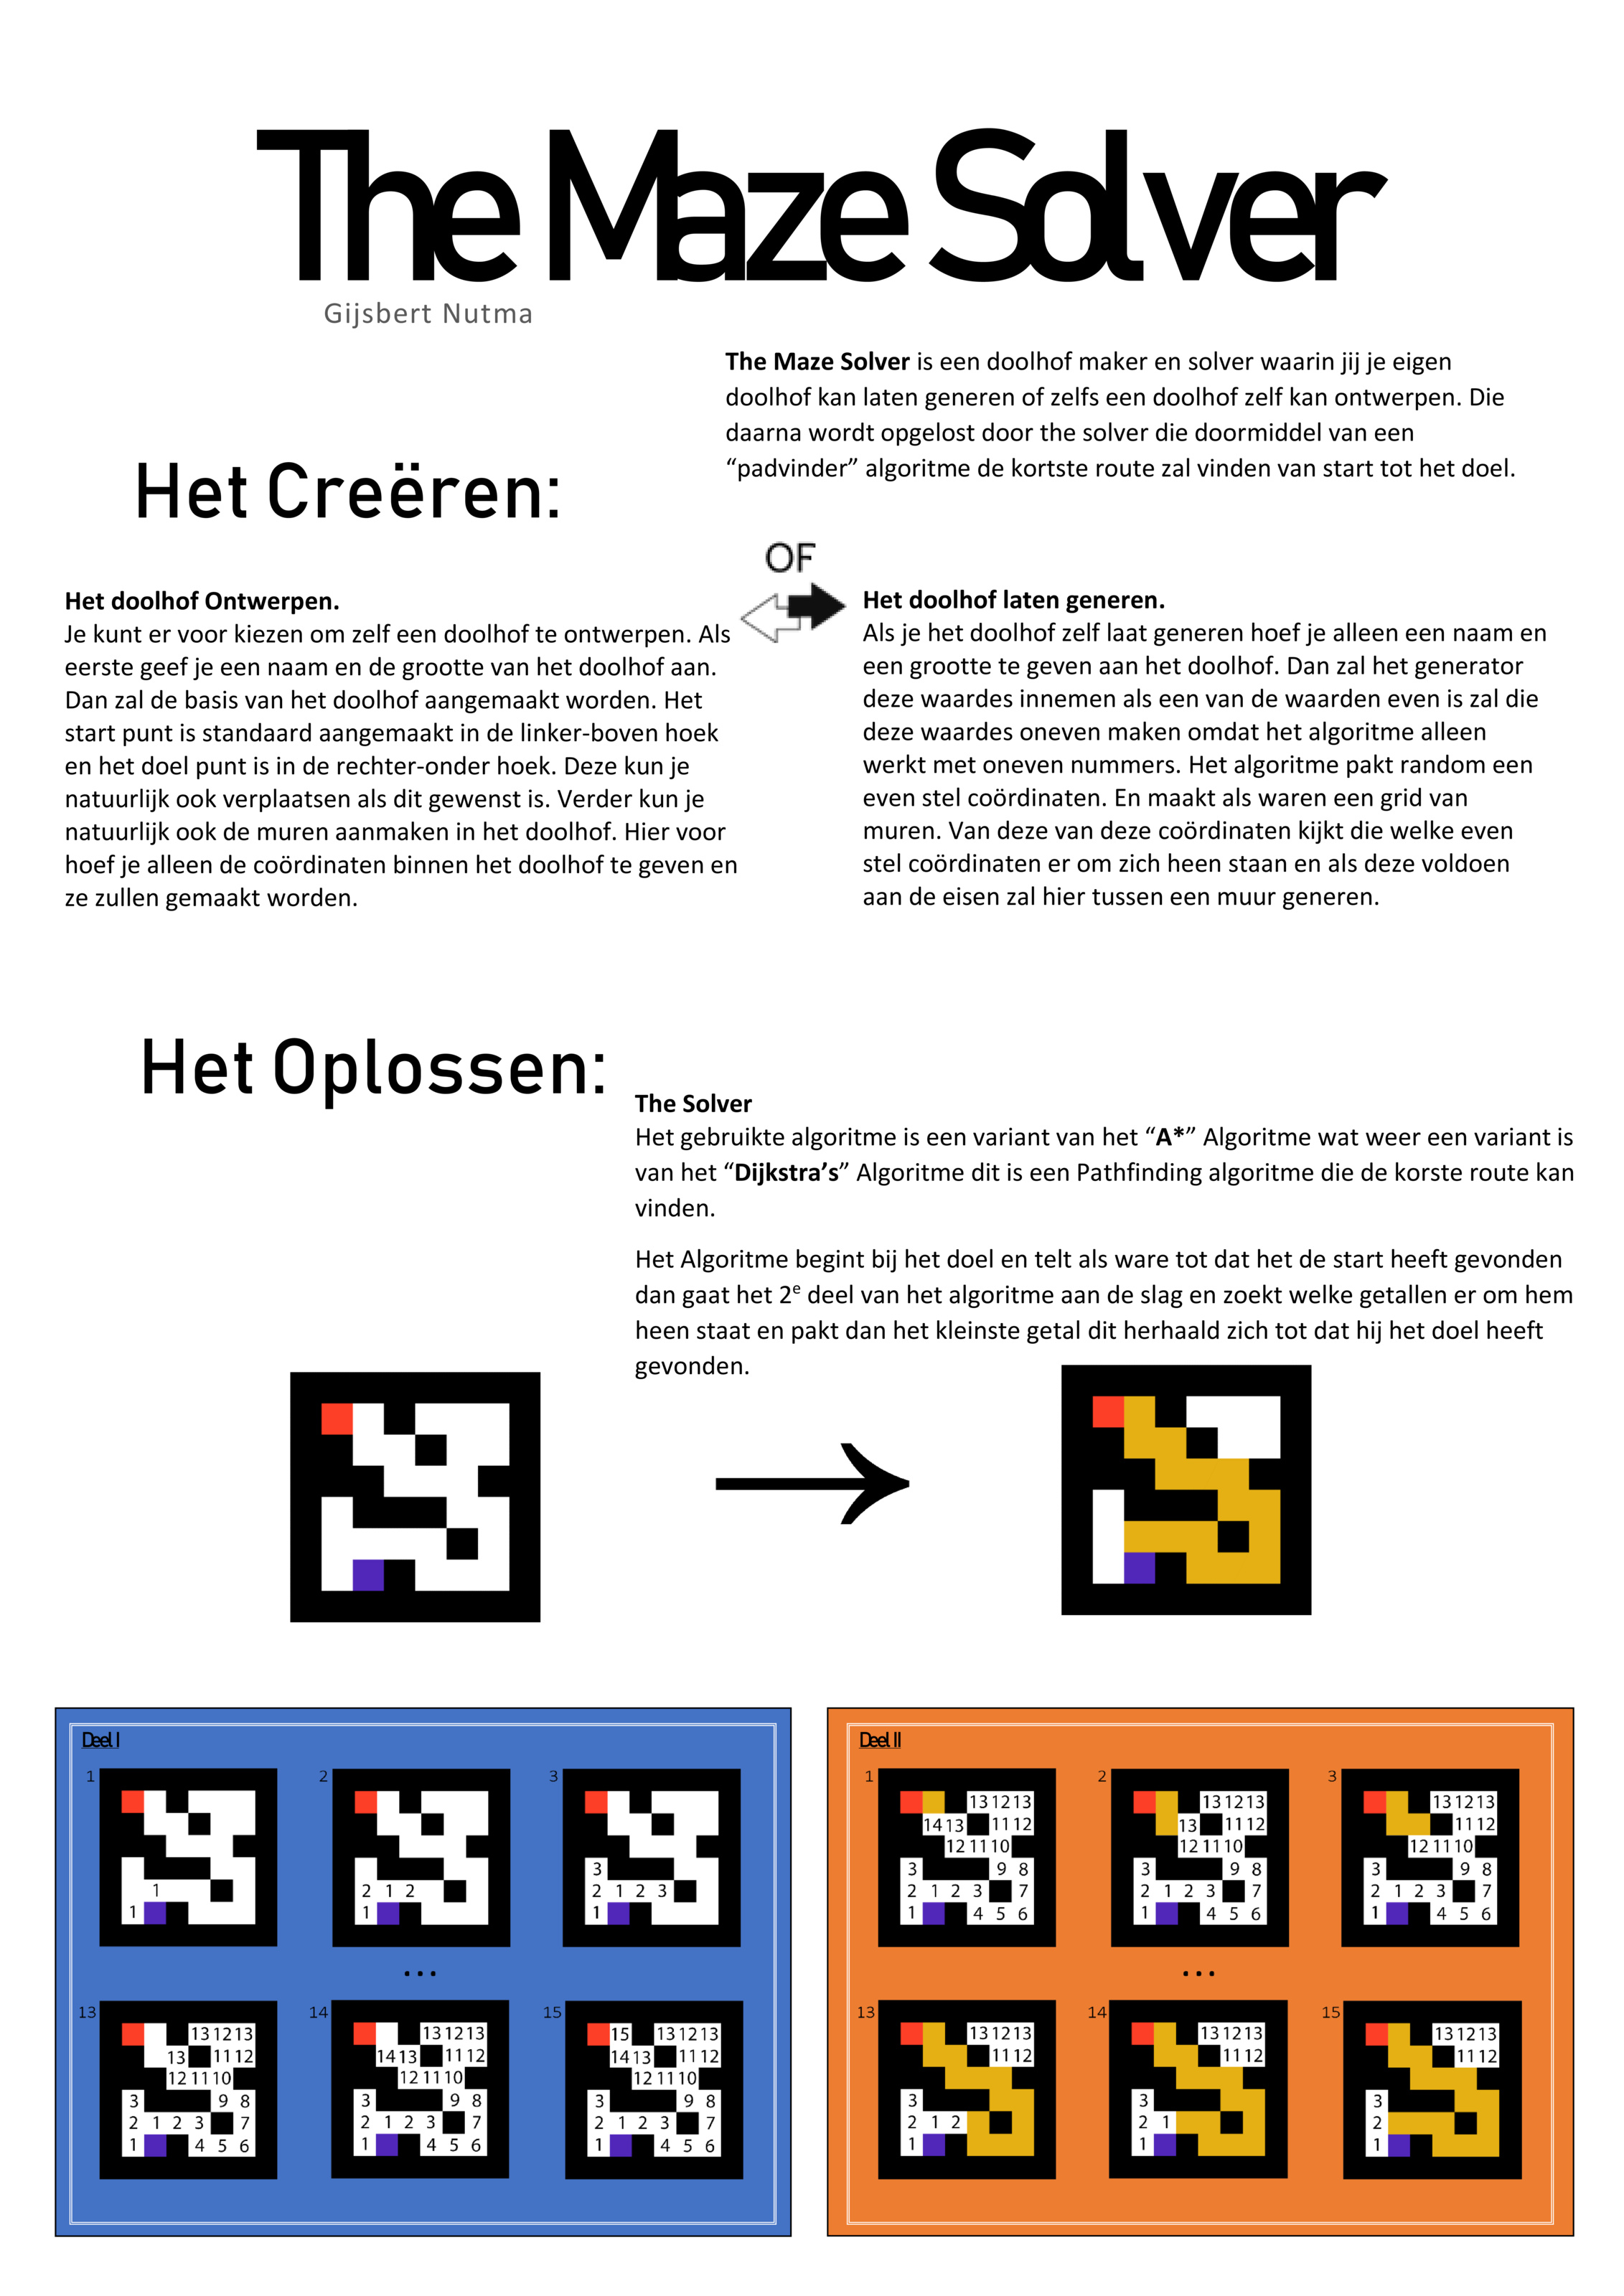 The Maze Solver
Gijsbert Nutma
The Maze Solver is een doolhof maker en solver waarin jij je eigen
doolhof kan laten generen of zelfs een doolhof zelf kan ontwerpen. Die
daarna wordt opgelost door the solver die doormiddel van een
“padvinder” algoritme de kortste route zal vinden van start tot het doel.
Het Creëren:
OF
Het doolhof Ontwerpen.
Je kunt er voor kiezen om zelf een doolhof te ontwerpen. Als
eerste geef je een naam en de grootte van het doolhof aan.
Dan zal de basis van het doolhof aangemaakt worden. Het
start punt is standaard aangemaakt in de linker-boven hoek
en het doel punt is in de rechter-onder hoek. Deze kun je
natuurlijk ook verplaatsen als dit gewenst is. Verder kun je
natuurlijk ook de muren aanmaken in het doolhof. Hier voor
hoef je alleen de coördinaten binnen het doolhof te geven en
ze zullen gemaakt worden.
Het doolhof laten generen.
Als je het doolhof zelf laat generen hoef je alleen een naam en
een grootte te geven aan het doolhof. Dan zal het generator
deze waardes innemen als een van de waarden even is zal die
deze waardes oneven maken omdat het algoritme alleen
werkt met oneven nummers. Het algoritme pakt random een
even stel coördinaten. En maakt als waren een grid van
muren. Van deze van deze coördinaten kijkt die welke even
stel coördinaten er om zich heen staan en als deze voldoen
aan de eisen zal hier tussen een muur generen.
Het Oplossen:
The Solver
Het gebruikte algoritme is een variant van het “A*” Algoritme wat weer een variant is
van het “Dijkstra’s” Algoritme dit is een Pathfinding algoritme die de korste route kan
vinden.
Het Algoritme begint bij het doel en telt als ware tot dat het de start heeft gevonden
dan gaat het 2e deel van het algoritme aan de slag en zoekt welke getallen er om hem
heen staat en pakt dan het kleinste getal dit herhaald zich tot dat hij het doel heeft
gevonden.
Deel I
1
1
1
2
2 1 2
1
3
3
2 1 2 3
1
...
13
13 12 13
13 11 12
12 11 10
3 9 8
2 1 2 3 7
1 4 5 6
14
13 12 13
14 13 11 12
12 11 10
3 9 8
2 1 2 3 7
1 4 5 6
15
15 13 12 13
14 13 11 12
12 11 10
3 9 8
2 1 2 3 7
1 4 5 6
Deel II
1
13 12 13
14 13 11 12
12 11 10
3 9 8
2 1 2 3 7
1 4 5 6
2
13 12 13
13 11 12
12 11 10
3 9 8
2 1 2 3 7
1 4 5 6
3
13 12 13
11 12
12 11 10
3 9 8
2 1 2 3 7
1 4 5 6
...
13
13 12 13
11 12
3
2 1 2
1
14
13 12 13
11 12
3
2 1
1
15
13 12 13
11 12
3
2
1